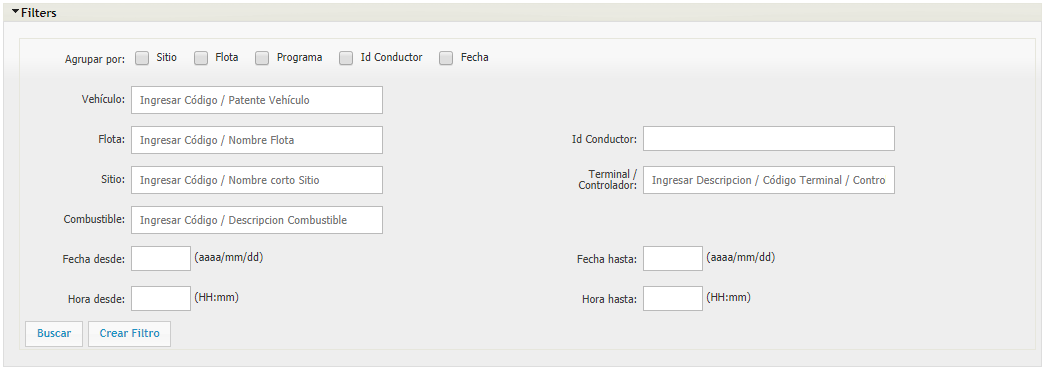 Filters
Agrupar por: Sitio Flota Programa Id Conductor Fecha
Vehículo: Ingresar Código / Patente Vehículo
Flota: Ingresar Código / Nombre Flota Id Conductor:
Sitio: Ingresar Código / Nombre corto Sitio Terminal / Controlador: Ingresar Descripcion / Código Terminal / Contro
Combustible: Ingresar Código / Descripcion Combustible
Fecha desde: (aaaa/mm/dd) Fecha hasta: (aaaa/mm/dd)
Hora desde: (HH:mm) Hora hasta: (HH:mm)
Buscar Crear Filtro